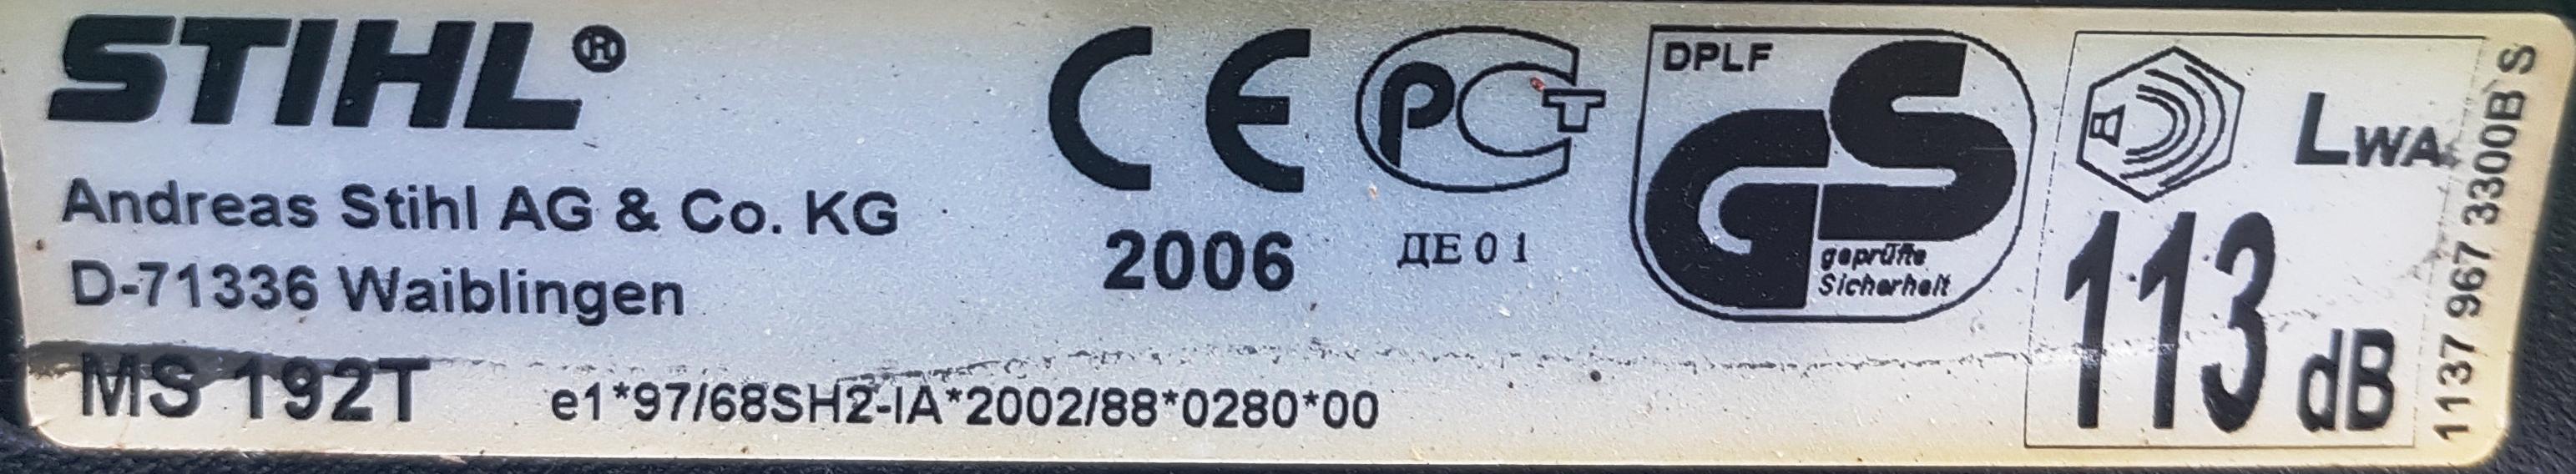 STIHL®
Andreas Stihl AG & Co. KG
D-71336 Waiblingen
MS 192T
e1*97/68SH2-IA*2002/88*0280*00
CE
2006
РСТ
ДЕ 0 1
DPLF
GS
geprüfte
Sicherheit
LWA
113 dB
1137 967 3300B S